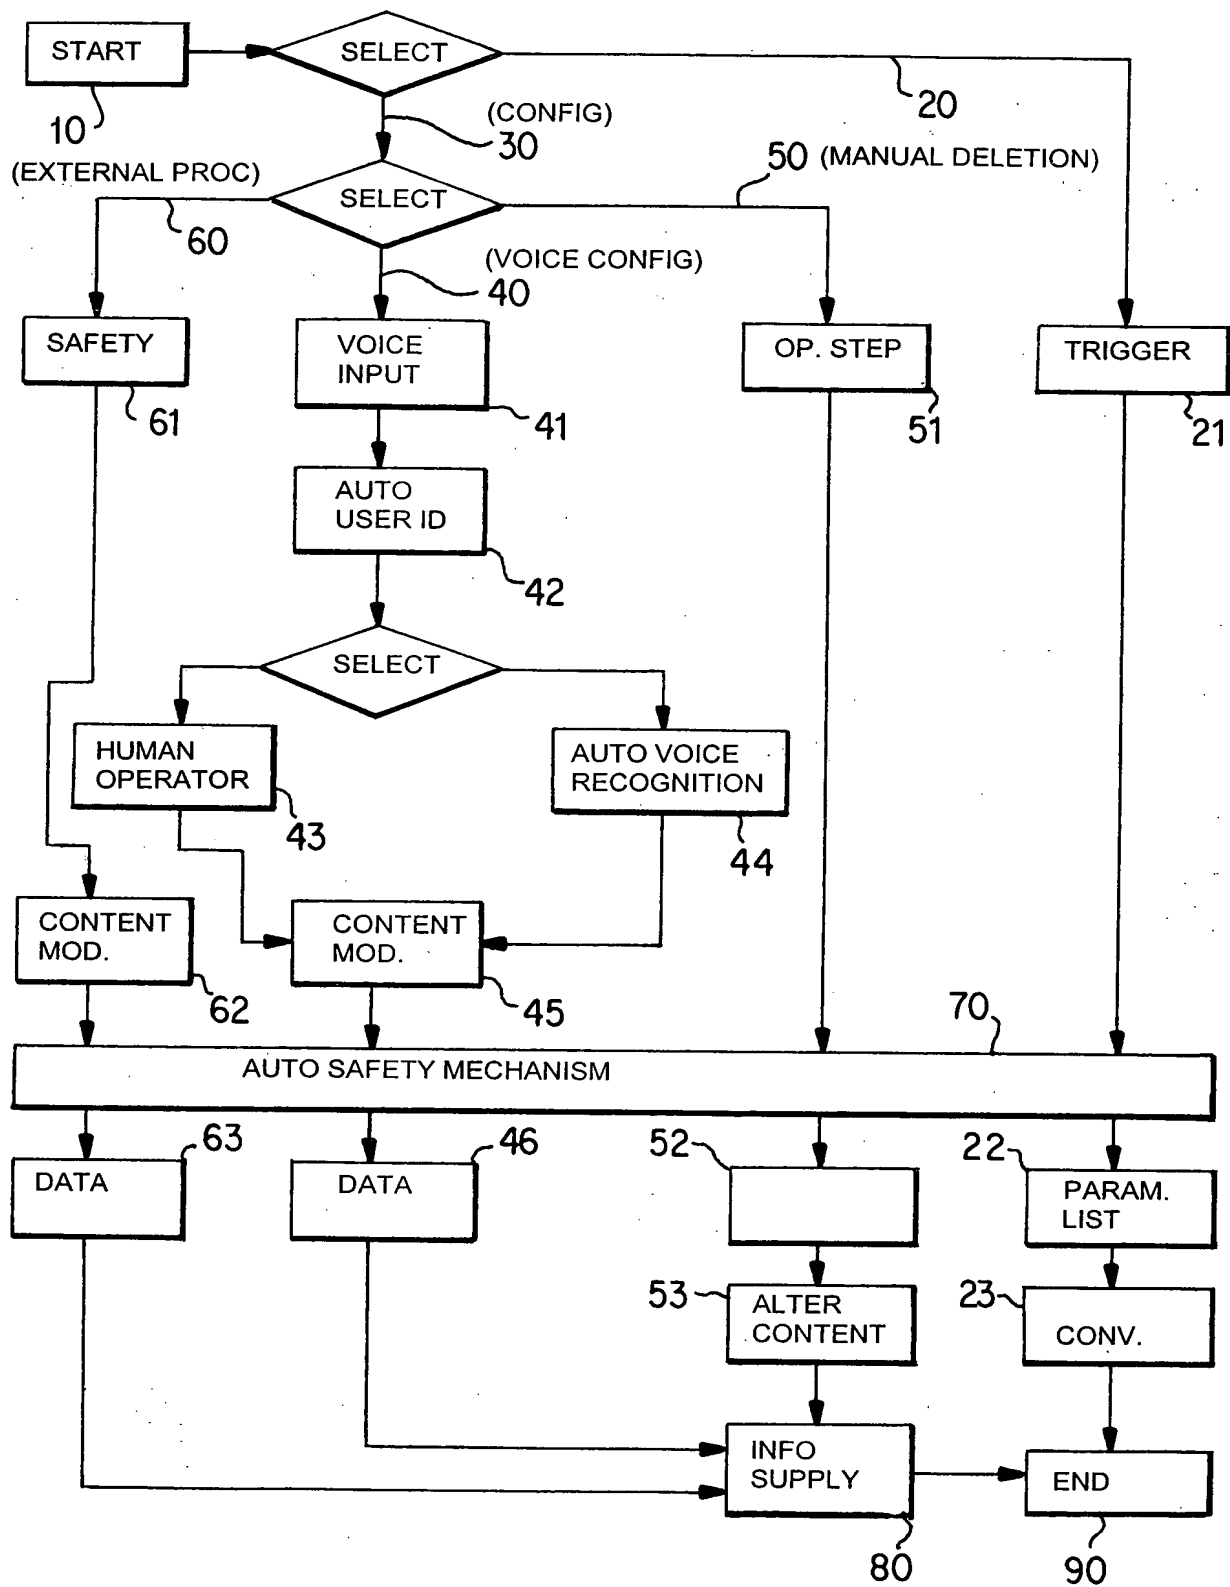 START
SELECT
10
20
(CONFIG)
30
50 (MANUAL DELETION)
(EXTERNAL PROC)
SELECT
60
(VOICE CONFIG)
40
SAFETY
61
VOICE
INPUT
41
OP. STEP
51
TRIGGER
21
AUTO
USER ID
42
SELECT
HUMAN
OPERATOR
43
AUTO VOICE
RECOGNITION
44
CONTENT
MOD.
62
CONTENT
MOD.
45
70
AUTO SAFETY MECHANISM
63
DATA
46
DATA
52
22
PARAM.
LIST
53
ALTER
CONTENT
23
CONV.
INFO
SUPPLY
80
END
90